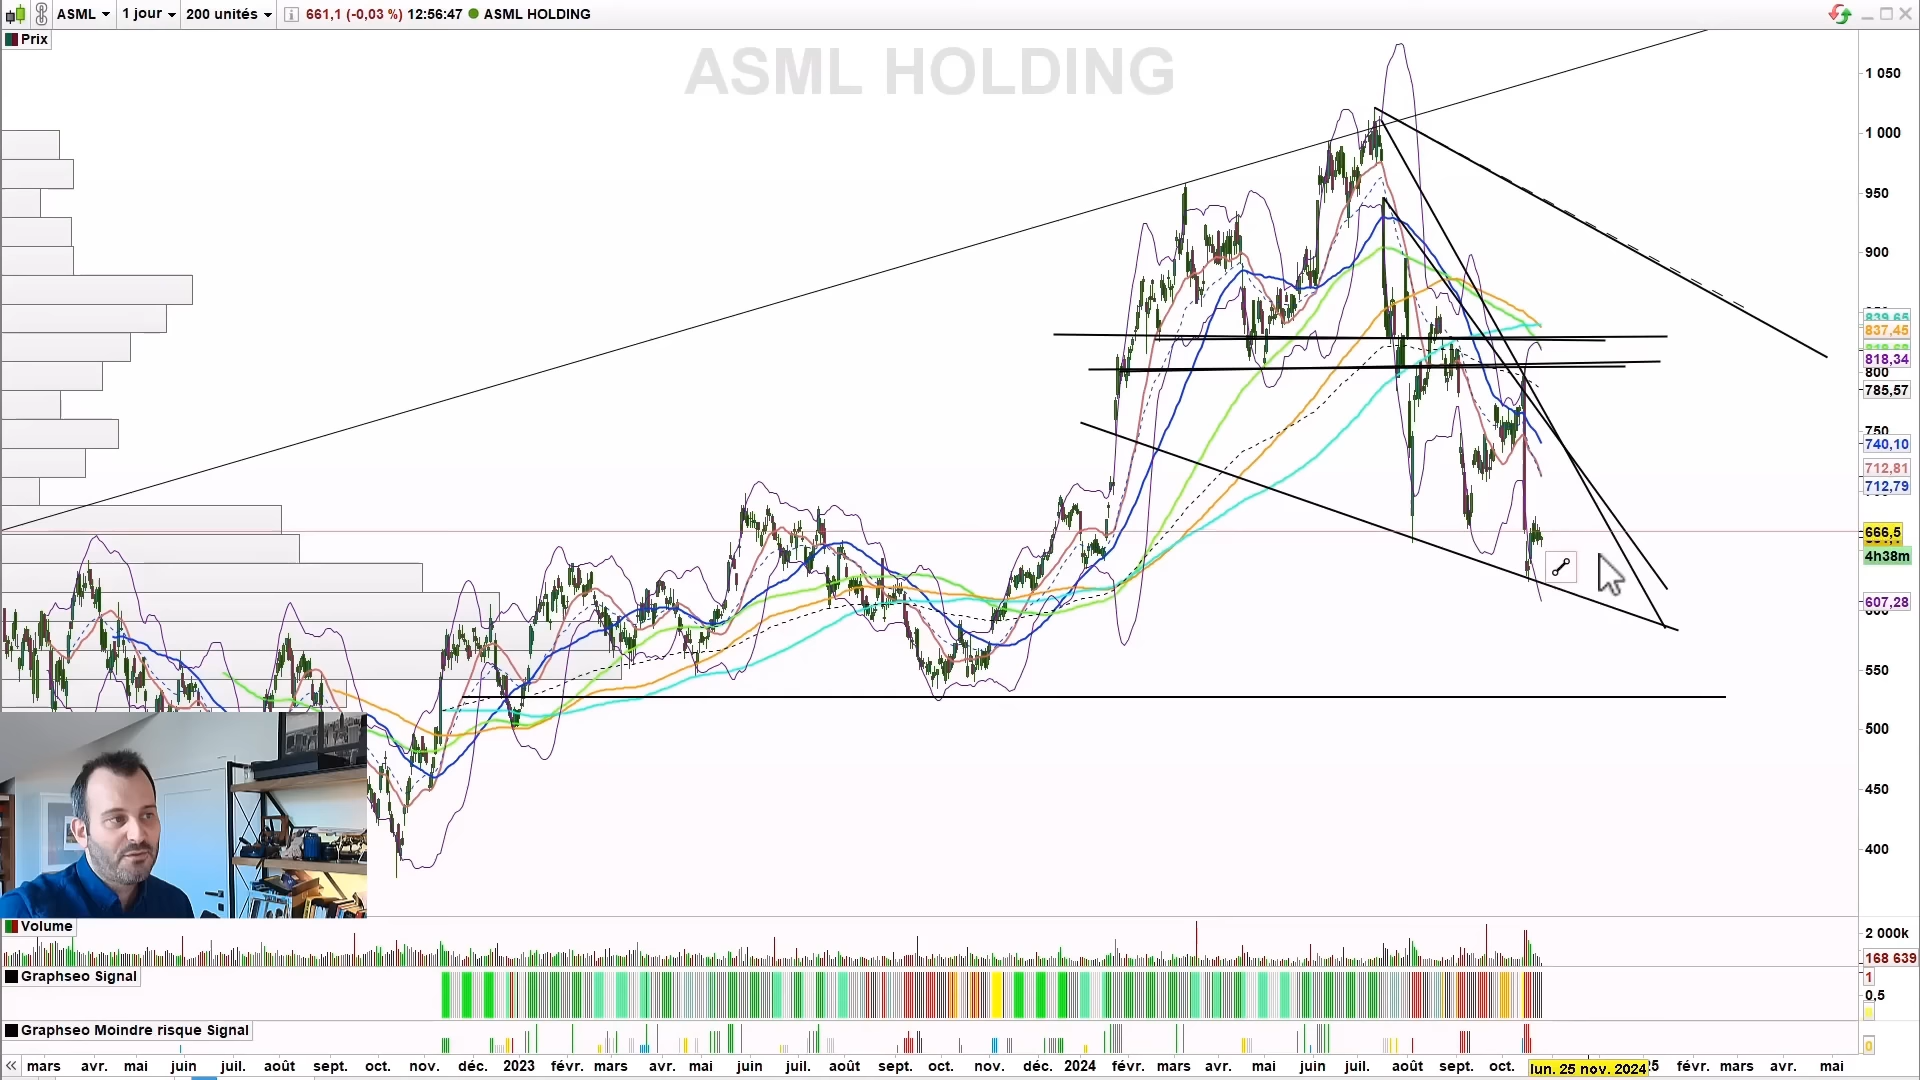 ASML 1 jour 200 unités 661,1 (-0,03 %) 12:56:47 ASML HOLDING
Prix
ASML HOLDING
1 050
1 000
950
900
839,65
837,45
818,34
800
785,57
750
740,10
712,81
712,79
666,5
4h38m
607,28
550
500
450
400
Volume
2 000k
168 639
Graphseo Signal
1
0,5
Graphseo Moindre risque Signal
0
« mars avr. mai juin juil. août sept. oct. nov. déc. 2023 févr. mars avr. mai juin juil. août sept. oct. nov. déc. 2024 févr. mars avr. mai juin juil. août sept. oct. lun. 25 nov. 2024 févr. mars avr. mai